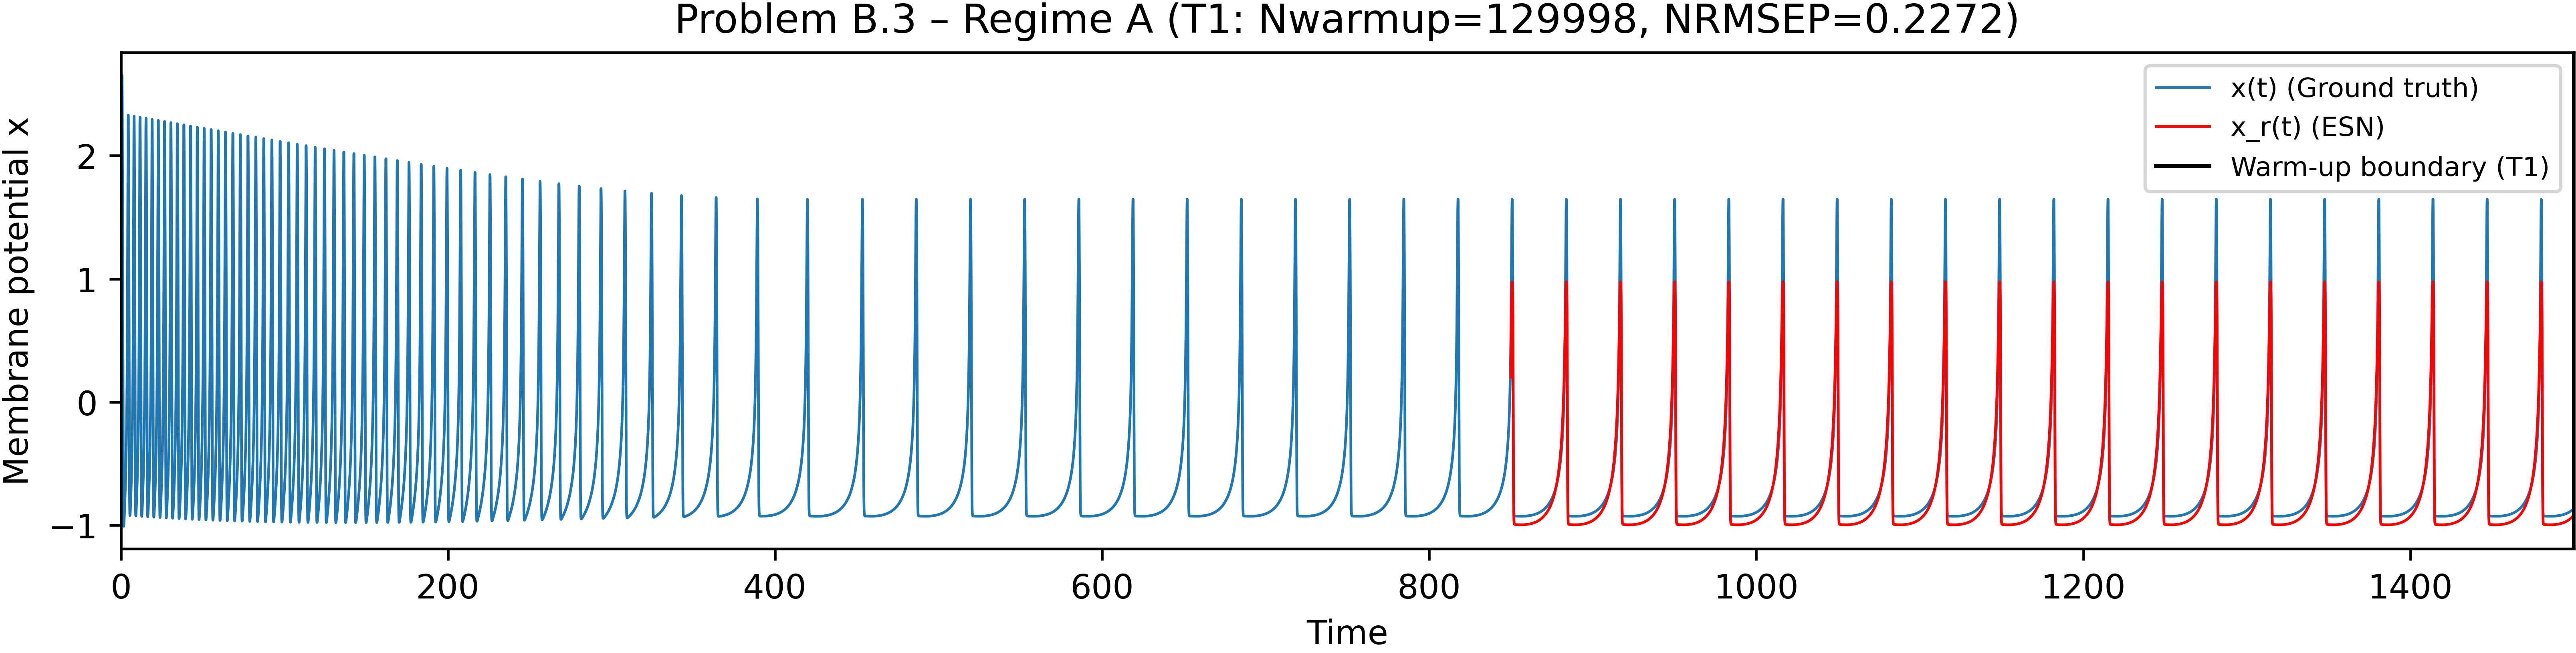 Problem B.3 – Regime A (T1: Nwarmup=129998, NRMSEP=0.2272)
x(t) (Ground truth)
x_r(t) (ESN)
Warm-up boundary (T1)
Membrane potential x
2
1
0
−1
0 200 400 600 800 1000 1200 1400
Time